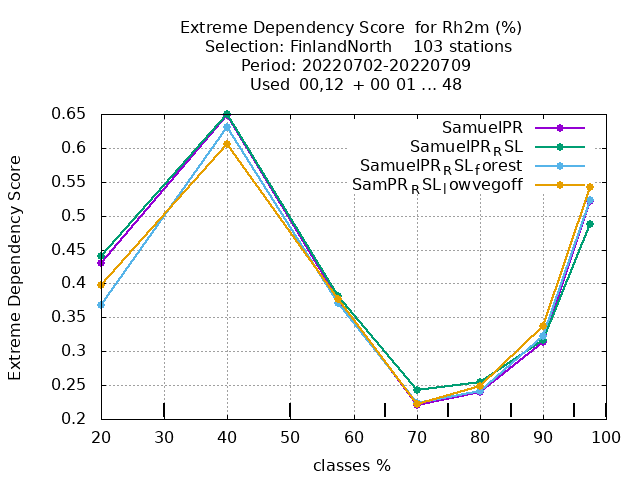 Extreme Dependency Score  for Rh2m (%)
Selection: FinlandNorth    103 stations
Period: 20220702-20220709
Used  00,12  + 00 01 ... 48
SamuelPR
SamuelPR_RSL
SamuelPR_RSL_forest
SamPR_RSL_lowvegoff
Extreme Dependency Score
0.65
0.6
0.55
0.5
0.45
0.4
0.35
0.3
0.25
0.2
20 30 40 50 60 70 80 90 100
classes %